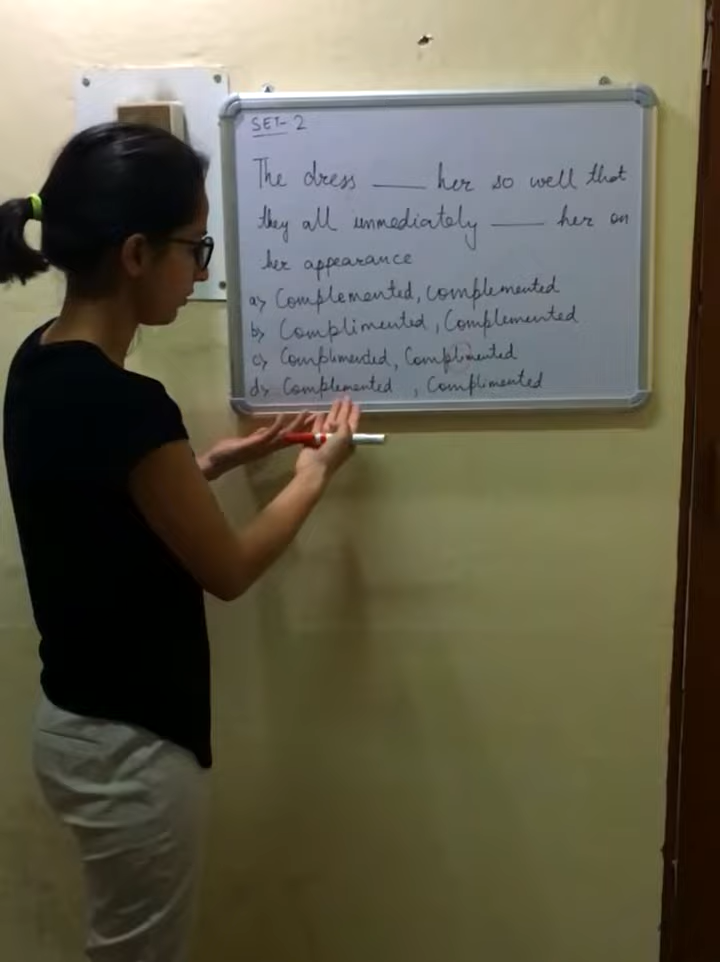 SET-2
The dress ____ her so well that
they all immediately ____ her on
her appearance
a) Complemented, complemented
b) Complimented, Complemented
c) Complimented, Complimented
d) Complemented, Complimented